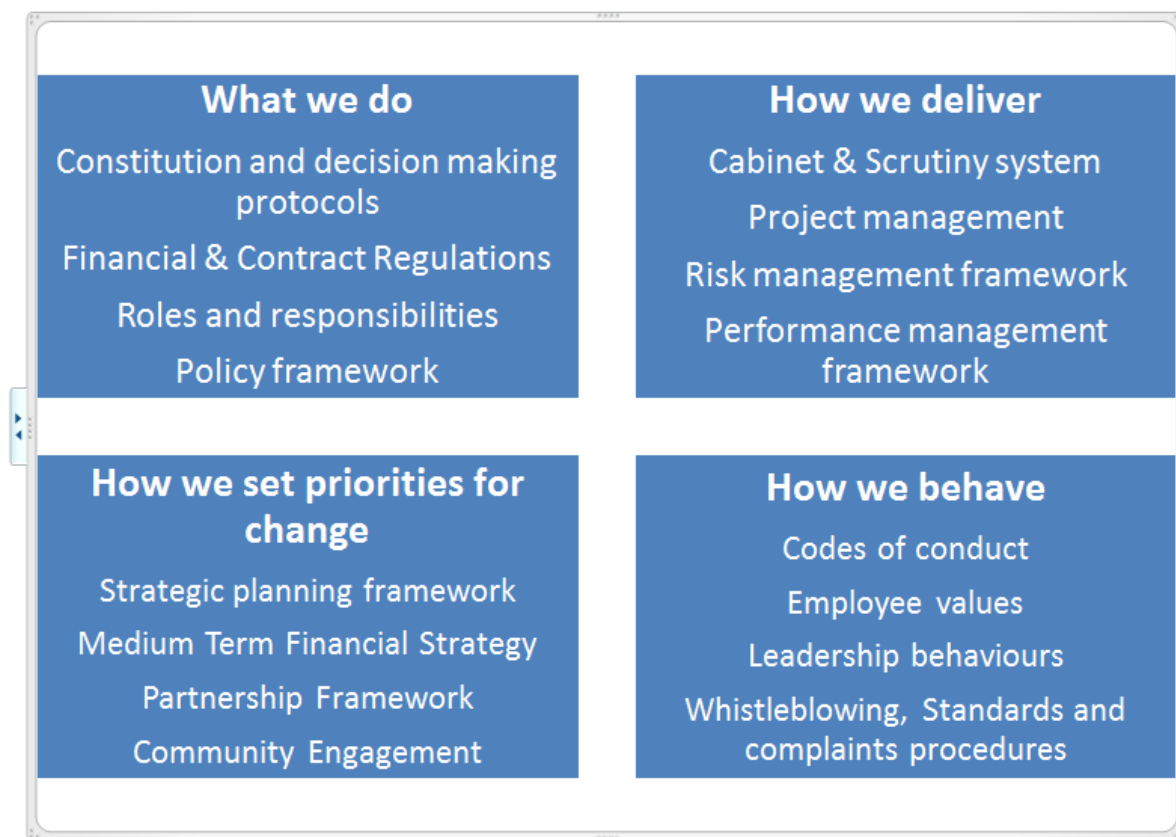 What we do
Constitution and decision making
protocols
Financial & Contract Regulations
Roles and responsibilities
Policy framework
How we deliver
Cabinet & Scrutiny system
Project management
Risk management framework
Performance management
framework
How we set priorities for
change
Strategic planning framework
Medium Term Financial Strategy
Partnership Framework
Community Engagement
How we behave
Codes of conduct
Employee values
Leadership behaviours
Whistleblowing, Standards and
complaints procedures